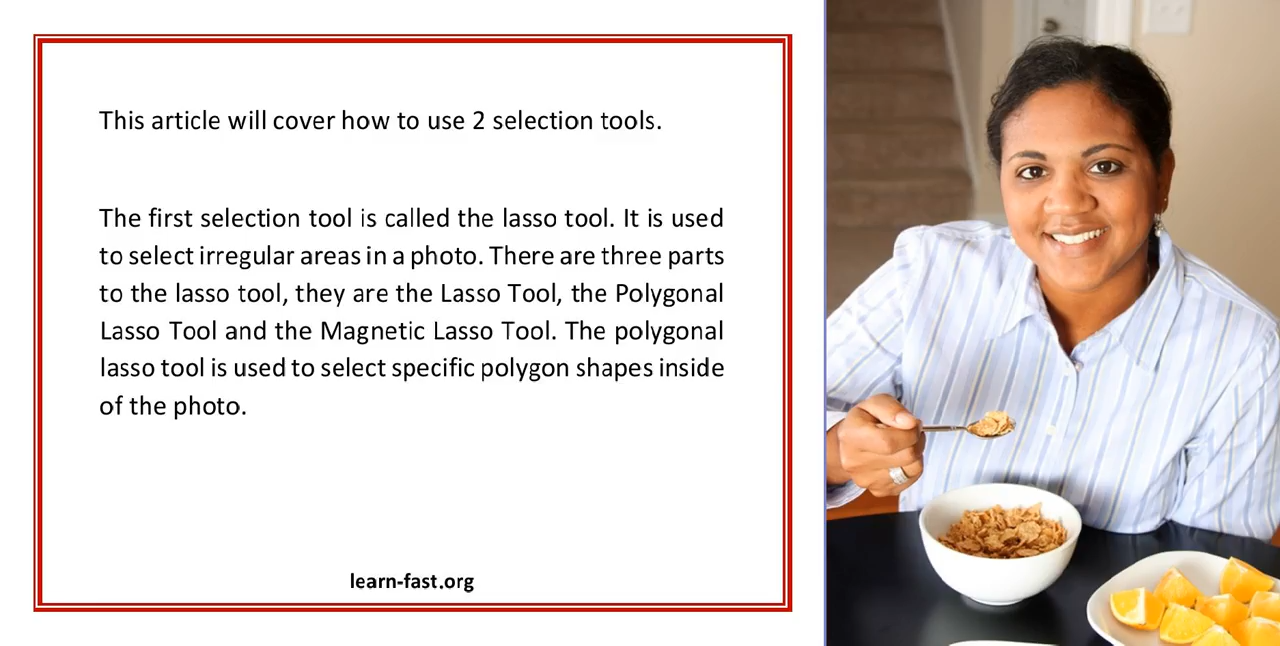 This article will cover how to use 2 selection tools.
The first selection tool is called the lasso tool. It is used
to select irregular areas in a photo. There are three parts
to the lasso tool, they are the Lasso Tool, the Polygonal
Lasso Tool and the Magnetic Lasso Tool. The polygonal
lasso tool is used to select specific polygon shapes inside
of the photo.
learn-fast.org